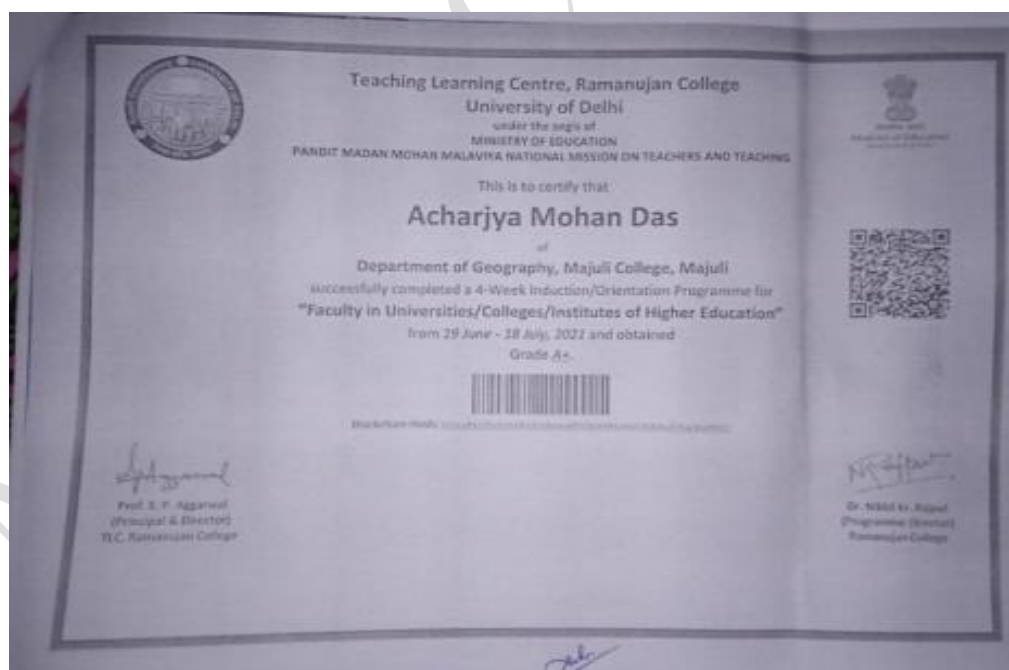 Teaching Learning Centre, Ramanujan College
University of Delhi
under the aegis of
MINISTRY OF EDUCATION
PANDIT MADAN MOHAN MALAVIYA NATIONAL MISSION ON TEACHERS AND TEACHING
This is to certify that
Acharjya Mohan Das
of
Department of Geography, Majuli College, Majuli
successfully completed a 4-Week Induction/Orientation Programme for
"Faculty in Universities/Colleges/Institutes of Higher Education"
from 19 June - 18 July, 2021 and obtained
Grade A+.
Prof. S. P. Aggarwal
(Principal & Director)
TLC, Ramanujan College
Dr. Nikhil Kr. Rajput
(Programme Director)
Ramanujan College